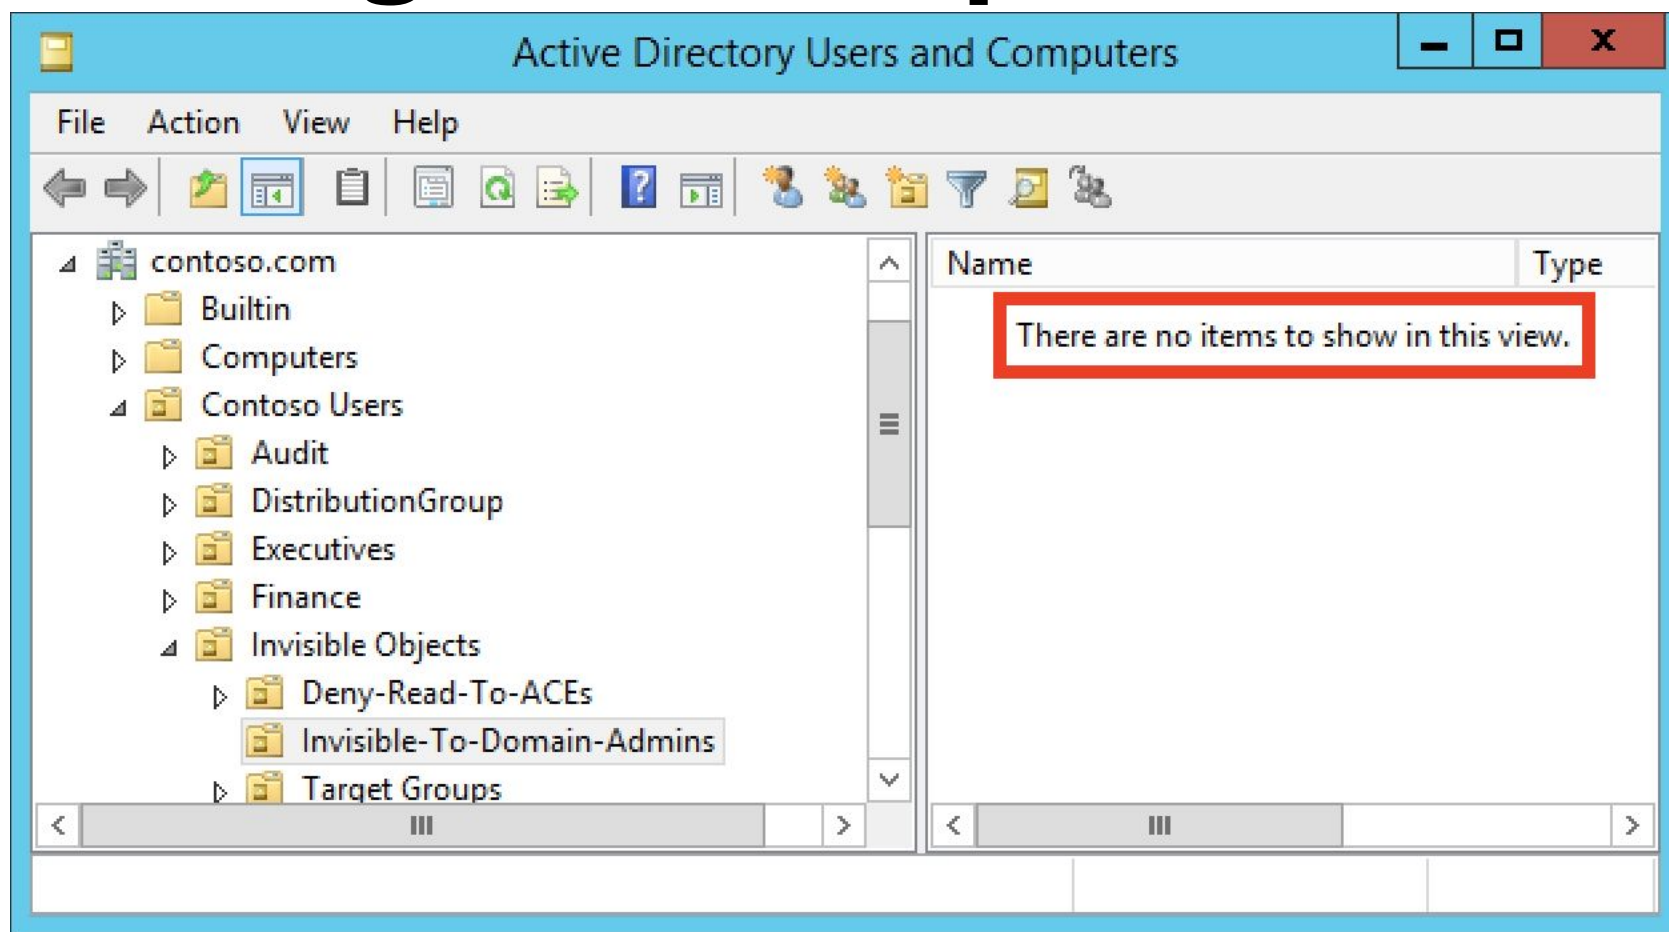 Active Directory Users and Computers
File Action View Help
contoso.com
Builtin
Computers
Contoso Users
Audit
DistributionGroup
Executives
Finance
Invisible Objects
Deny-Read-To-ACEs
Invisible-To-Domain-Admins
Target Groups
Name Type
There are no items to show in this view.